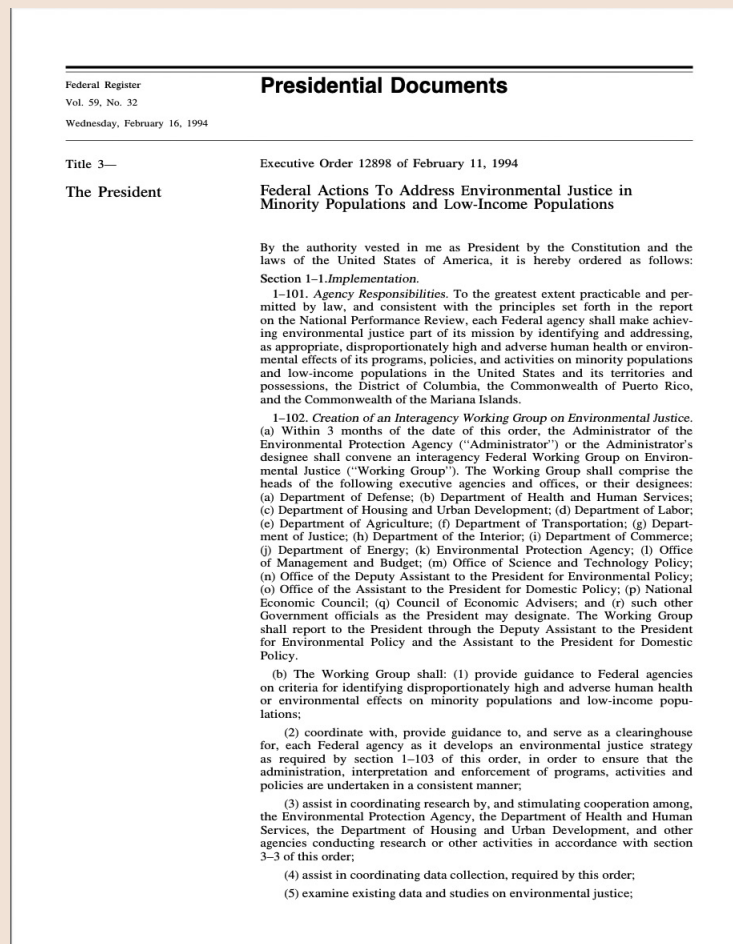 Federal Register
Vol. 59, No. 32
Wednesday, February 16, 1994
Presidential Documents
Title 3—
The President
Executive Order 12898 of February 11, 1994
Federal Actions To Address Environmental Justice in
Minority Populations and Low-Income Populations
By the authority vested in me as President by the Constitution and the
laws of the United States of America, it is hereby ordered as follows:
Section 1–1.Implementation.
1–101. Agency Responsibilities. To the greatest extent practicable and per-
mitted by law, and consistent with the principles set forth in the report
on the National Performance Review, each Federal agency shall make achiev-
ing environmental justice part of its mission by identifying and addressing,
as appropriate, disproportionately high and adverse human health or environ-
mental effects of its programs, policies, and activities on minority populations
and low-income populations in the United States and its territories and
possessions, the District of Columbia, the Commonwealth of Puerto Rico,
and the Commonwealth of the Mariana Islands.
1–102. Creation of an Interagency Working Group on Environmental Justice.
(a) Within 3 months of the date of this order, the Administrator of the
Environmental Protection Agency (‘‘Administrator’’) or the Administrator's
designee shall convene an interagency Federal Working Group on Environ-
mental Justice (‘‘Working Group’’). The Working Group shall comprise the
heads of the following executive agencies and offices, or their designees:
(a) Department of Defense; (b) Department of Health and Human Services;
(c) Department of Housing and Urban Development; (d) Department of Labor;
(e) Department of Agriculture; (f) Department of Transportation; (g) Depart-
ment of Justice; (h) Department of the Interior; (i) Department of Commerce;
(j) Department of Energy; (k) Environmental Protection Agency; (l) Office
of Management and Budget; (m) Office of Science and Technology Policy;
(n) Office of the Deputy Assistant to the President for Environmental Policy;
(o) Office of the Assistant to the President for Domestic Policy; (p) National
Economic Council; (q) Council of Economic Advisers; and (r) such other
Government officials as the President may designate. The Working Group
shall report to the President through the Deputy Assistant to the President
for Environmental Policy and the Assistant to the President for Domestic
Policy.
(b) The Working Group shall: (1) provide guidance to Federal agencies
on criteria for identifying disproportionately high and adverse human health
or environmental effects on minority populations and low-income popu-
lations;
(2) coordinate with, provide guidance to, and serve as a clearinghouse
for, each Federal agency as it develops an environmental justice strategy
as required by section 1–103 of this order, in order to ensure that the
administration, interpretation and enforcement of programs, activities and
policies are undertaken in a consistent manner;
(3) assist in coordinating research by, and stimulating cooperation among,
the Environmental Protection Agency, the Department of Health and Human
Services, the Department of Housing and Urban Development, and other
agencies conducting research or other activities in accordance with section
3–3 of this order;
(4) assist in coordinating data collection, required by this order;
(5) examine existing data and studies on environmental justice;